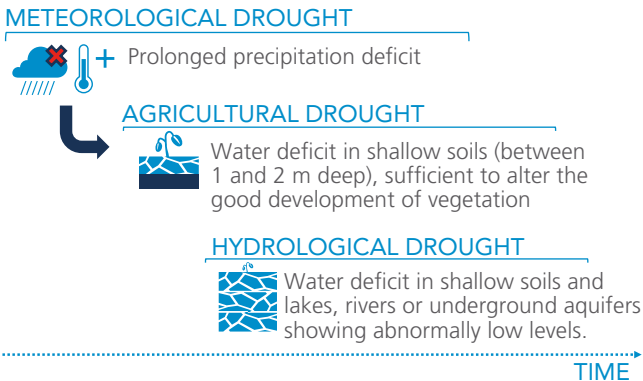 METEOROLOGICAL DROUGHT
+ Prolonged precipitation deficit
AGRICULTURAL DROUGHT
Water deficit in shallow soils (between
1 and 2 m deep), sufficient to alter the
good development of vegetation
HYDROLOGICAL DROUGHT
Water deficit in shallow soils and
lakes, rivers or underground aquifers
showing abnormally low levels.
TIME